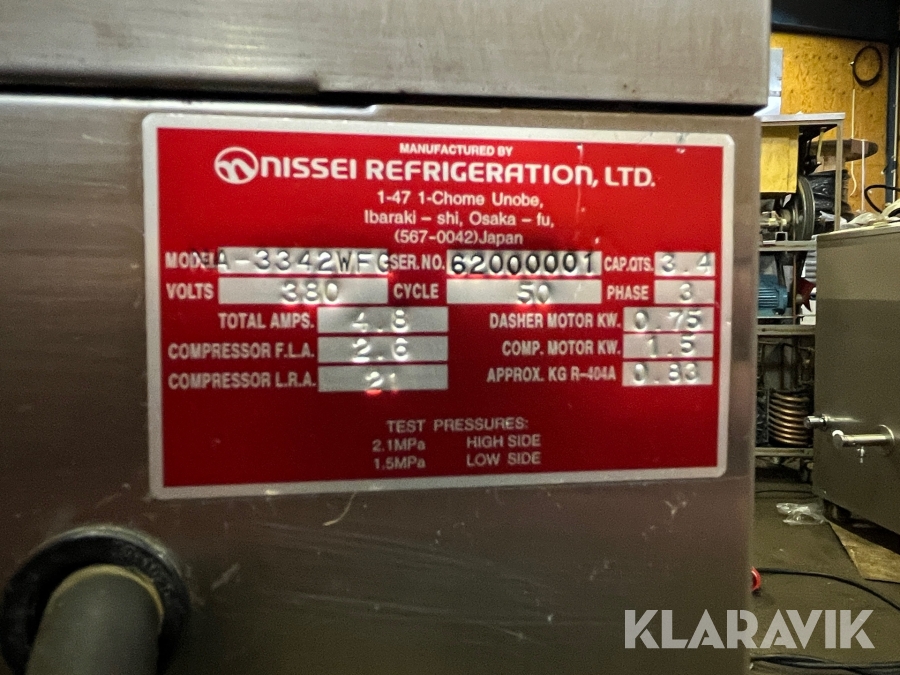 MANUFACTURED BY
NISSEI REFRIGERATION, LTD.
1-47 1-Chome Unobe,
Ibaraki – shi, Osaka – fu,
(567-0042)Japan
MODEL A-3342WFG SER.NO. 62000001 CAP.QTS. 3.4
VOLTS 380 CYCLE 50 PHASE 3
TOTAL AMPS. 4.8 DASHER MOTOR KW. 0.75
COMPRESSOR F.L.A. 2.6 COMP. MOTOR KW. 1.5
COMPRESSOR L.R.A. 21 APPROX. KG R-404A 0.83
TEST PRESSURES:
2.1MPa HIGH SIDE
1.5MPa LOW SIDE
KLARAVIK